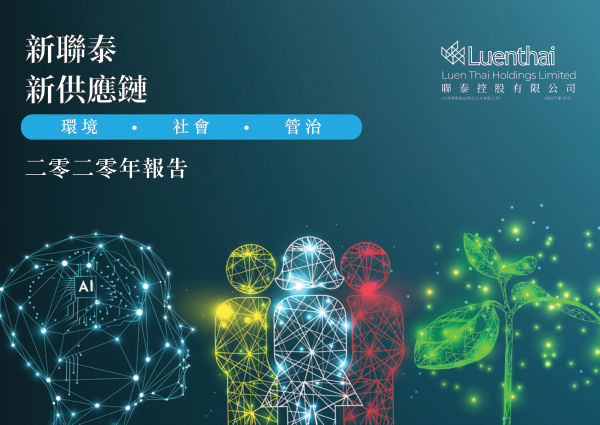 新聯泰
新供應鏈
環境 • 社會 • 管治
二零二零年報告
Luenthai
Luen Thai Holdings Limited
聯泰控股有限公司
AI